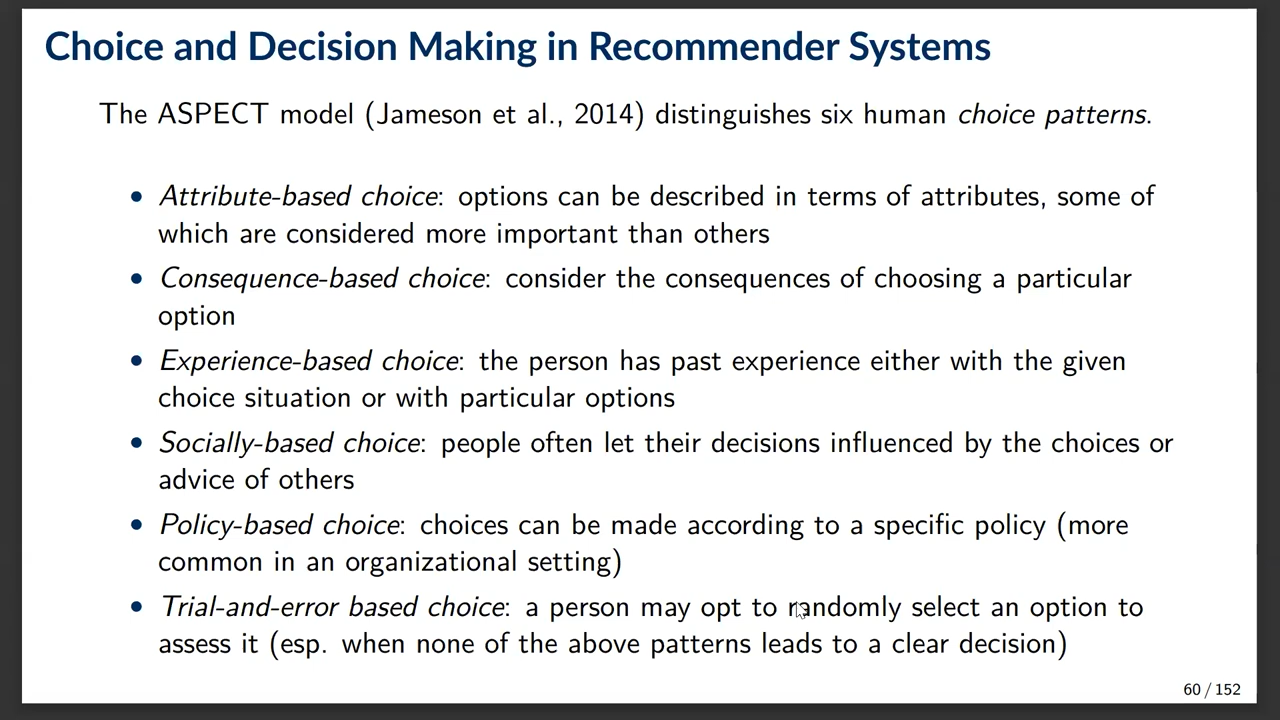 Choice and Decision Making in Recommender Systems
The ASPECT model (Jameson et al., 2014) distinguishes six human choice patterns.
• Attribute-based choice: options can be described in terms of attributes, some of
which are considered more important than others
• Consequence-based choice: consider the consequences of choosing a particular
option
• Experience-based choice: the person has past experience either with the given
choice situation or with particular options
• Socially-based choice: people often let their decisions influenced by the choices or
advice of others
• Policy-based choice: choices can be made according to a specific policy (more
common in an organizational setting)
• Trial-and-error based choice: a person may opt to randomly select an option to
assess it (esp. when none of the above patterns leads to a clear decision)
60 / 152